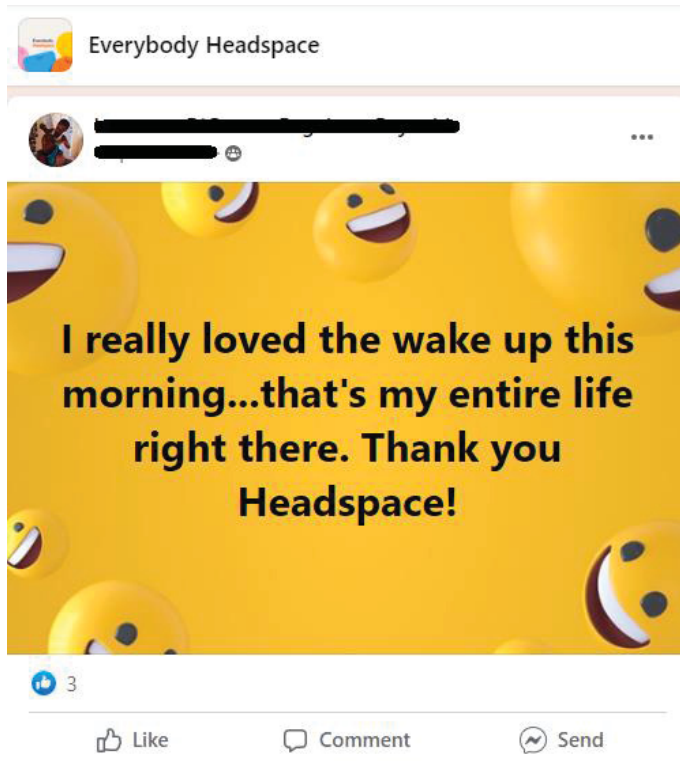 Everybody Headspace
I really loved the wake up this
morning...that's my entire life
right there. Thank you
Headspace!
3
Like
Comment
Send